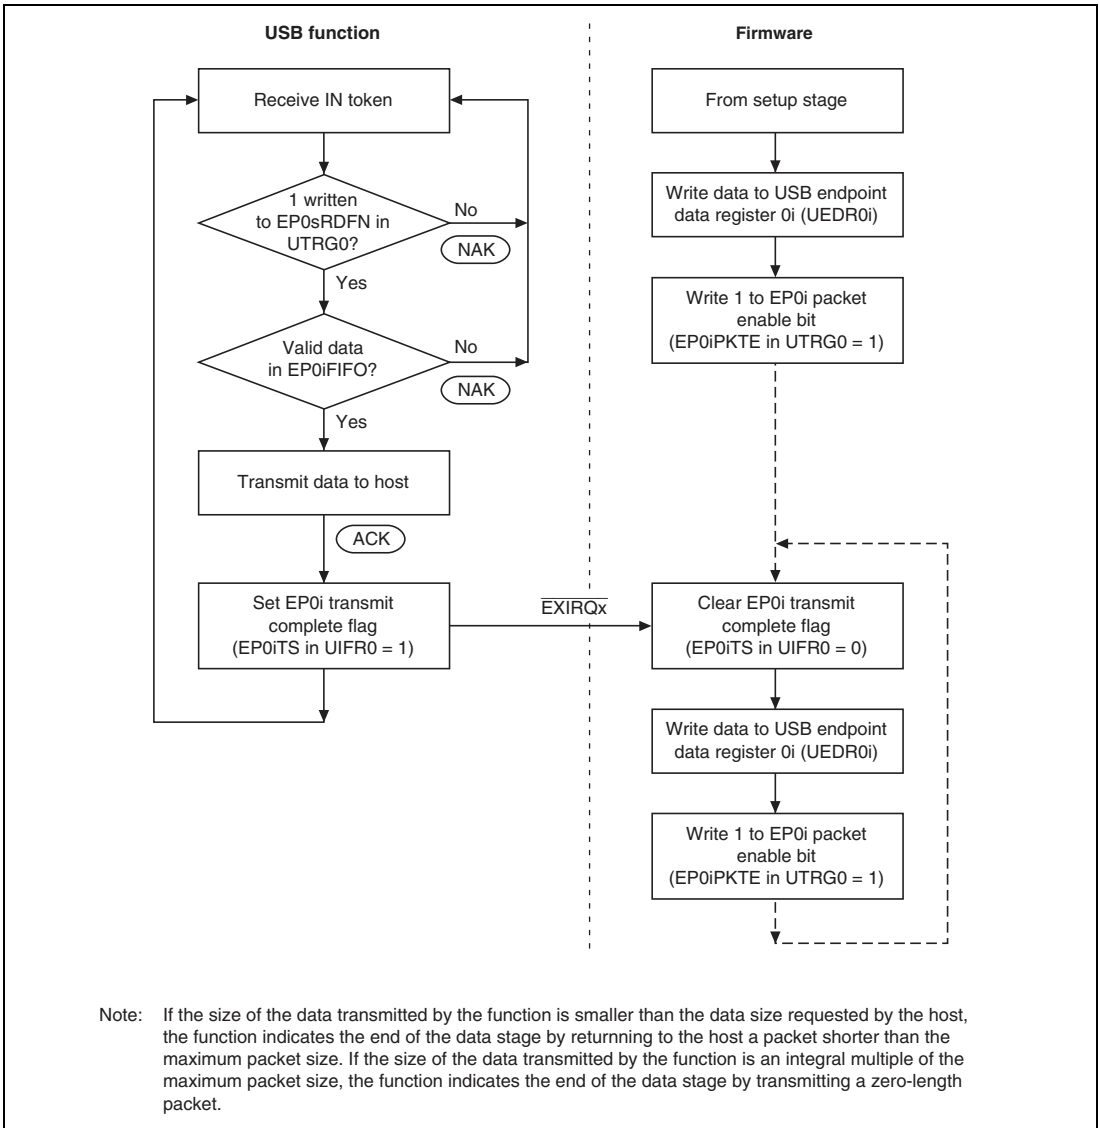 USB function
Firmware
Receive IN token
1 written
to EP0sRDFN in
UTRG0?
No
NAK
Yes
Valid data
in EP0iFIFO?
No
NAK
Yes
Transmit data to host
ACK
Set EP0i transmit
complete flag
(EP0iTS in UIFR0 = 1)
EXIRQx
From setup stage
Write data to USB endpoint
data register 0i (UEDR0i)
Write 1 to EP0i packet
enable bit
(EP0iPKTE in UTRG0 = 1)
Clear EP0i transmit
complete flag
(EP0iTS in UIFR0 = 0)
Write data to USB endpoint
data register 0i (UEDR0i)
Write 1 to EP0i packet
enable bit
(EP0iPKTE in UTRG0 = 1)
Note: If the size of the data transmitted by the function is smaller than the data size requested by the host,
the function indicates the end of the data stage by returnning to the host a packet shorter than the
maximum packet size. If the size of the data transmitted by the function is an integral multiple of the
maximum packet size, the function indicates the end of the data stage by transmitting a zero-length
packet.